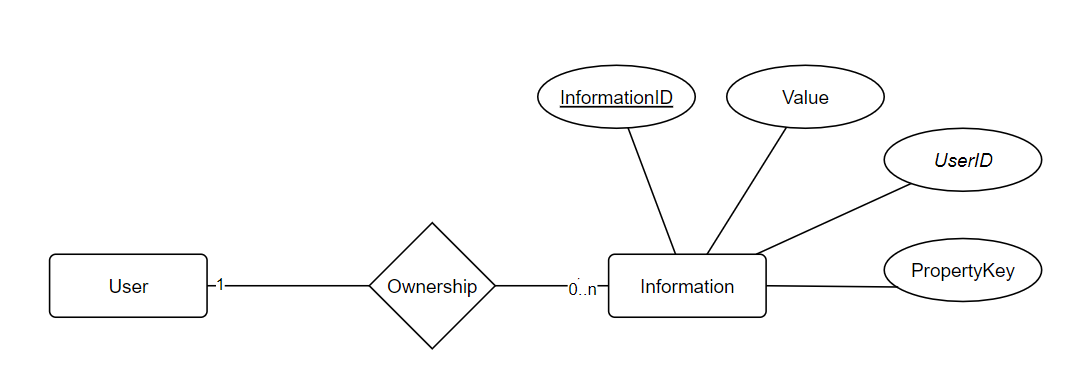 InformationID
Value
UserID
PropertyKey
User
1
Ownership
0..n
Information